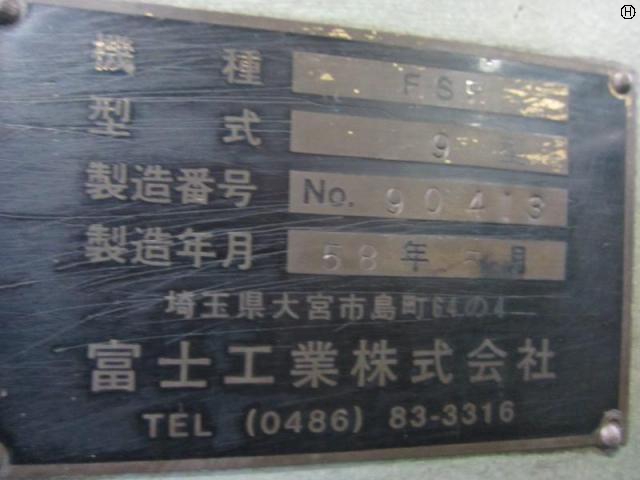 Ⓗ
機種 FS
型式 9
製造番号 No. 90413
製造年月 58年 5月
埼玉県大宮市島町64の4
富士工業株式会社
TEL (0486) 83-3316